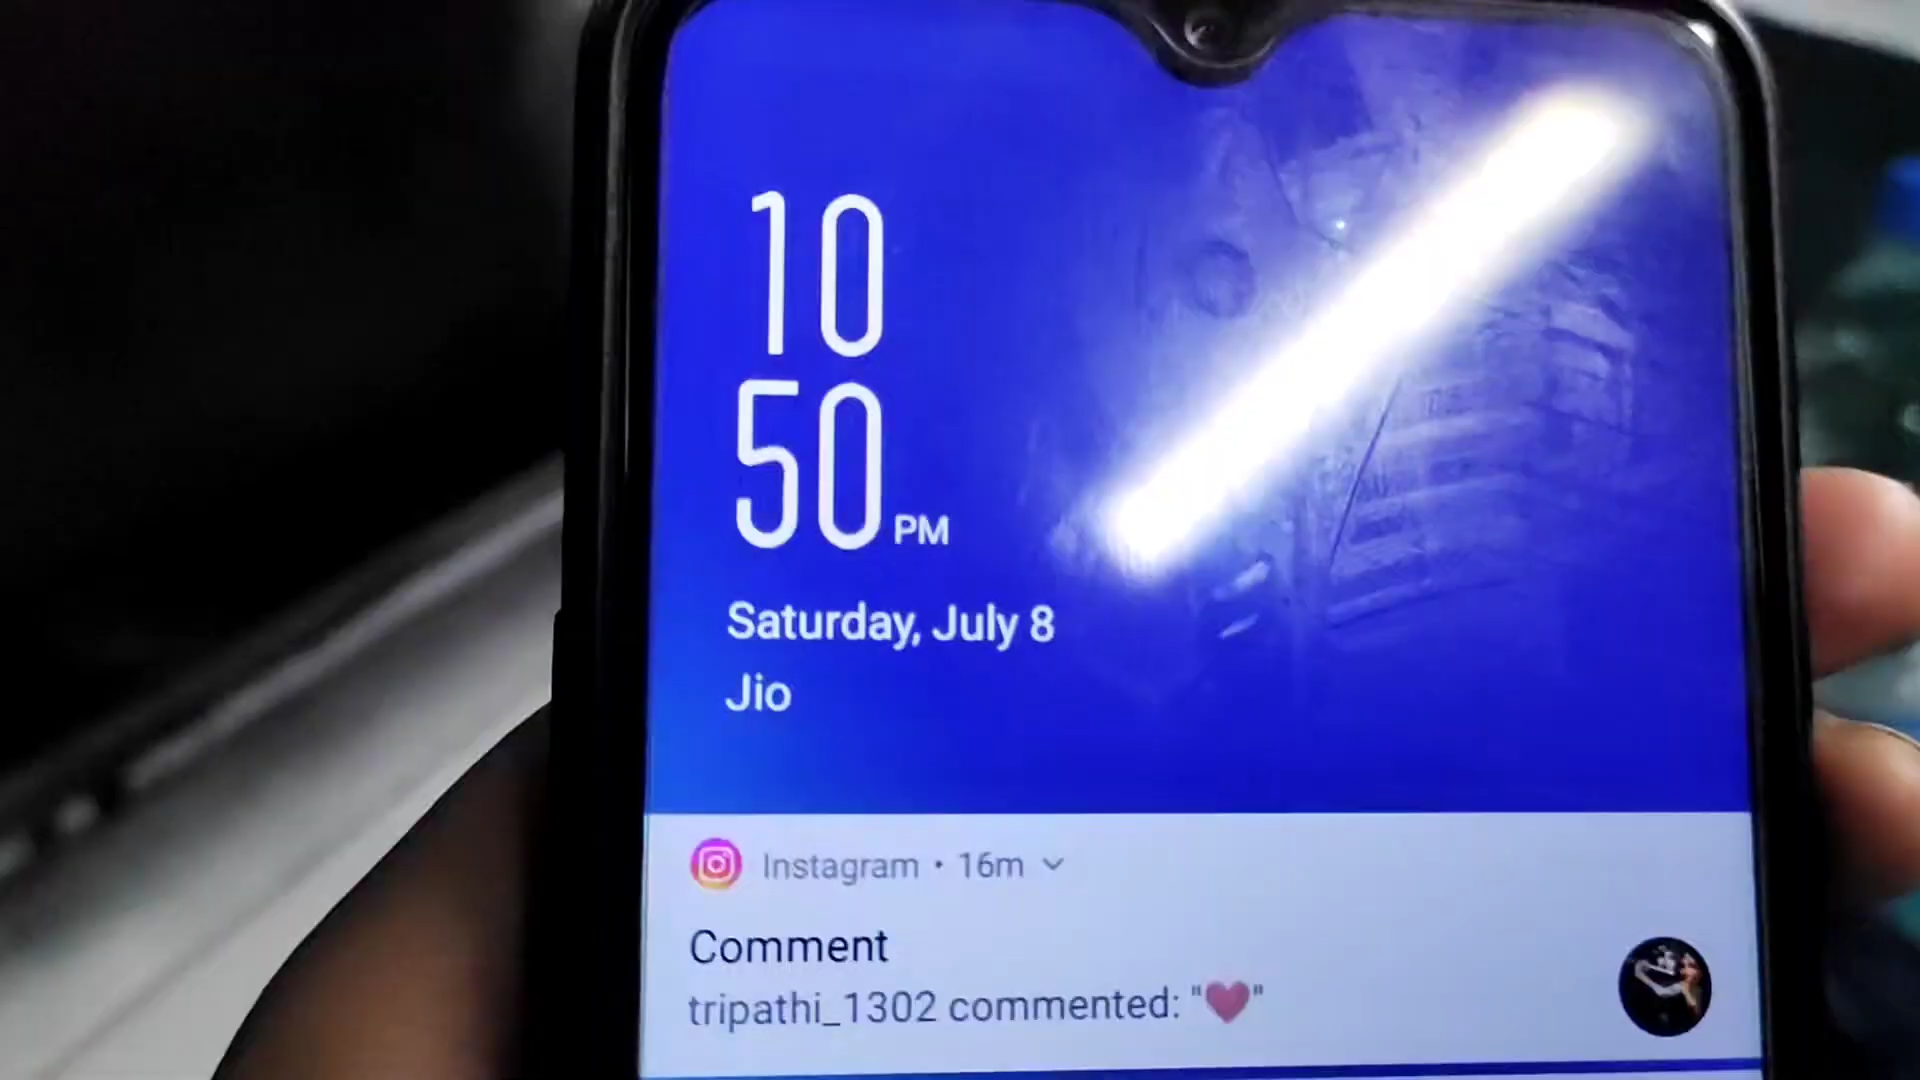 10
50 PM
Saturday, July 8
Jio
Instagram • 16m
Comment
tripathi_1302 commented: "❤"